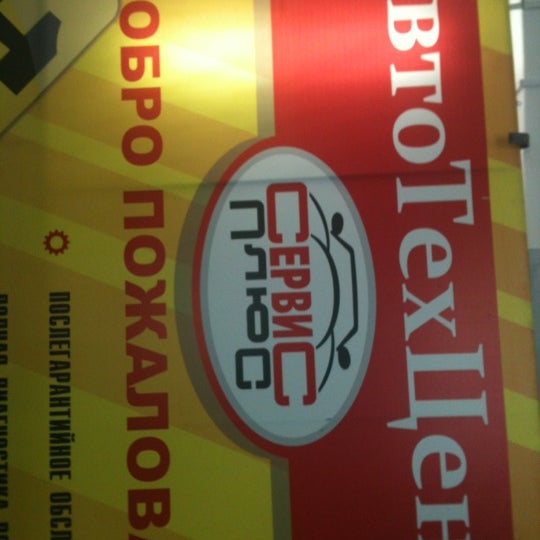 втоТехЦен
СЕРВИС
ПЛЮС
ОБРО ПОЖАЛОВА
ПОСЛЕГАРАНТИЙНОЕ ОБСЛ